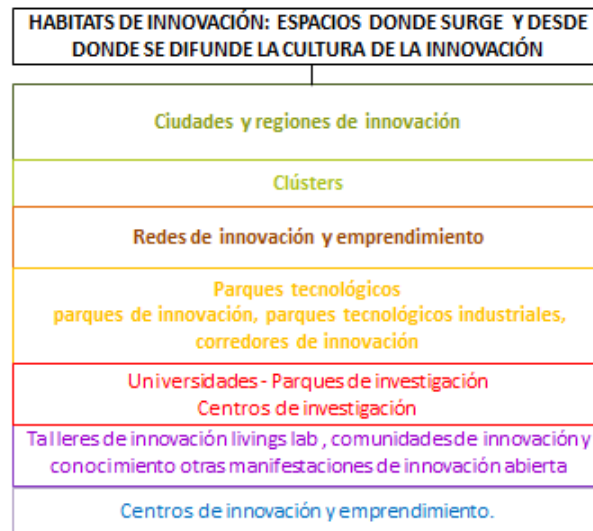 HABITATS DE INNOVACIÓN: ESPACIOS DONDE SURGE Y DESDE
DONDE SE DIFUNDE LA CULTURA DE LA INNOVACIÓN
Ciudades y regiones de innovación
Clústers
Redes de innovación y emprendimiento
Parques tecnológicos
parques de innovación, parques tecnológicos industriales,
corredores de innovación
Universidades - Parques de investigación
Centros de investigación
Talleres de innovación livings lab , comunidades de innovación y
conocimiento otras manifestaciones de innovación abierta
Centros de innovación y emprendimiento.